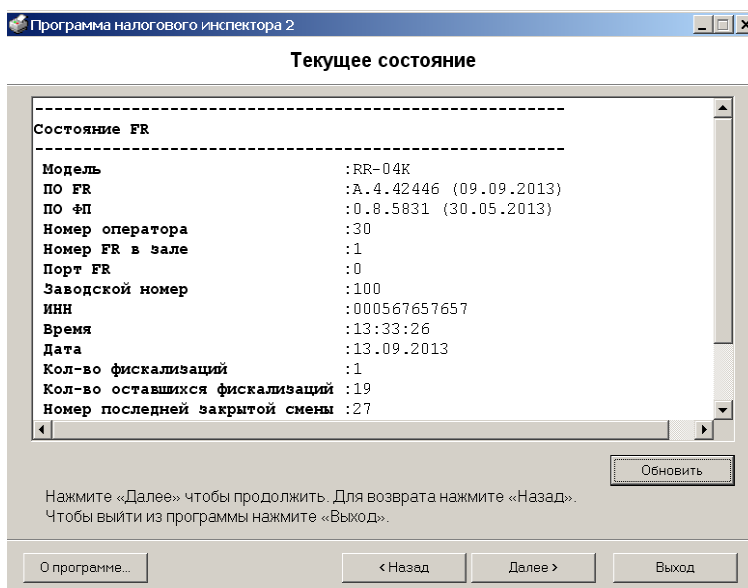 Программа налогового инспектора 2
Текущее состояние
------------------------------------------------------
Состояние FR
------------------------------------------------------
Модель :RR-04K
ПО FR :A.4.42446 (09.09.2013)
ПО ФП :0.8.5831 (30.05.2013)
Номер оператора :30
Номер FR в зале :1
Порт FR :0
Заводской номер :100
ИНН :000567657657
Время :13:33:26
Дата :13.09.2013
Кол-во фискализаций :1
Кол-во оставшихся фискализаций :19
Номер последней закрытой смены :27
Обновить
Нажмите «Далее» чтобы продолжить. Для возврата нажмите «Назад».
Чтобы выйти из программы нажмите «Выход».
О программе... < Назад Далее > Выход